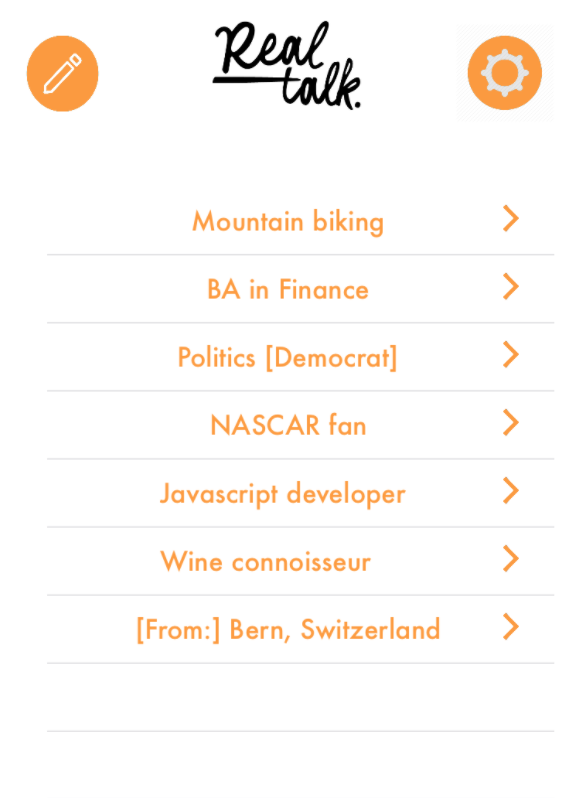 Real
talk.
Mountain biking
BA in Finance
Politics [Democrat]
NASCAR fan
Javascript developer
Wine connoisseur
[From:] Bern, Switzerland